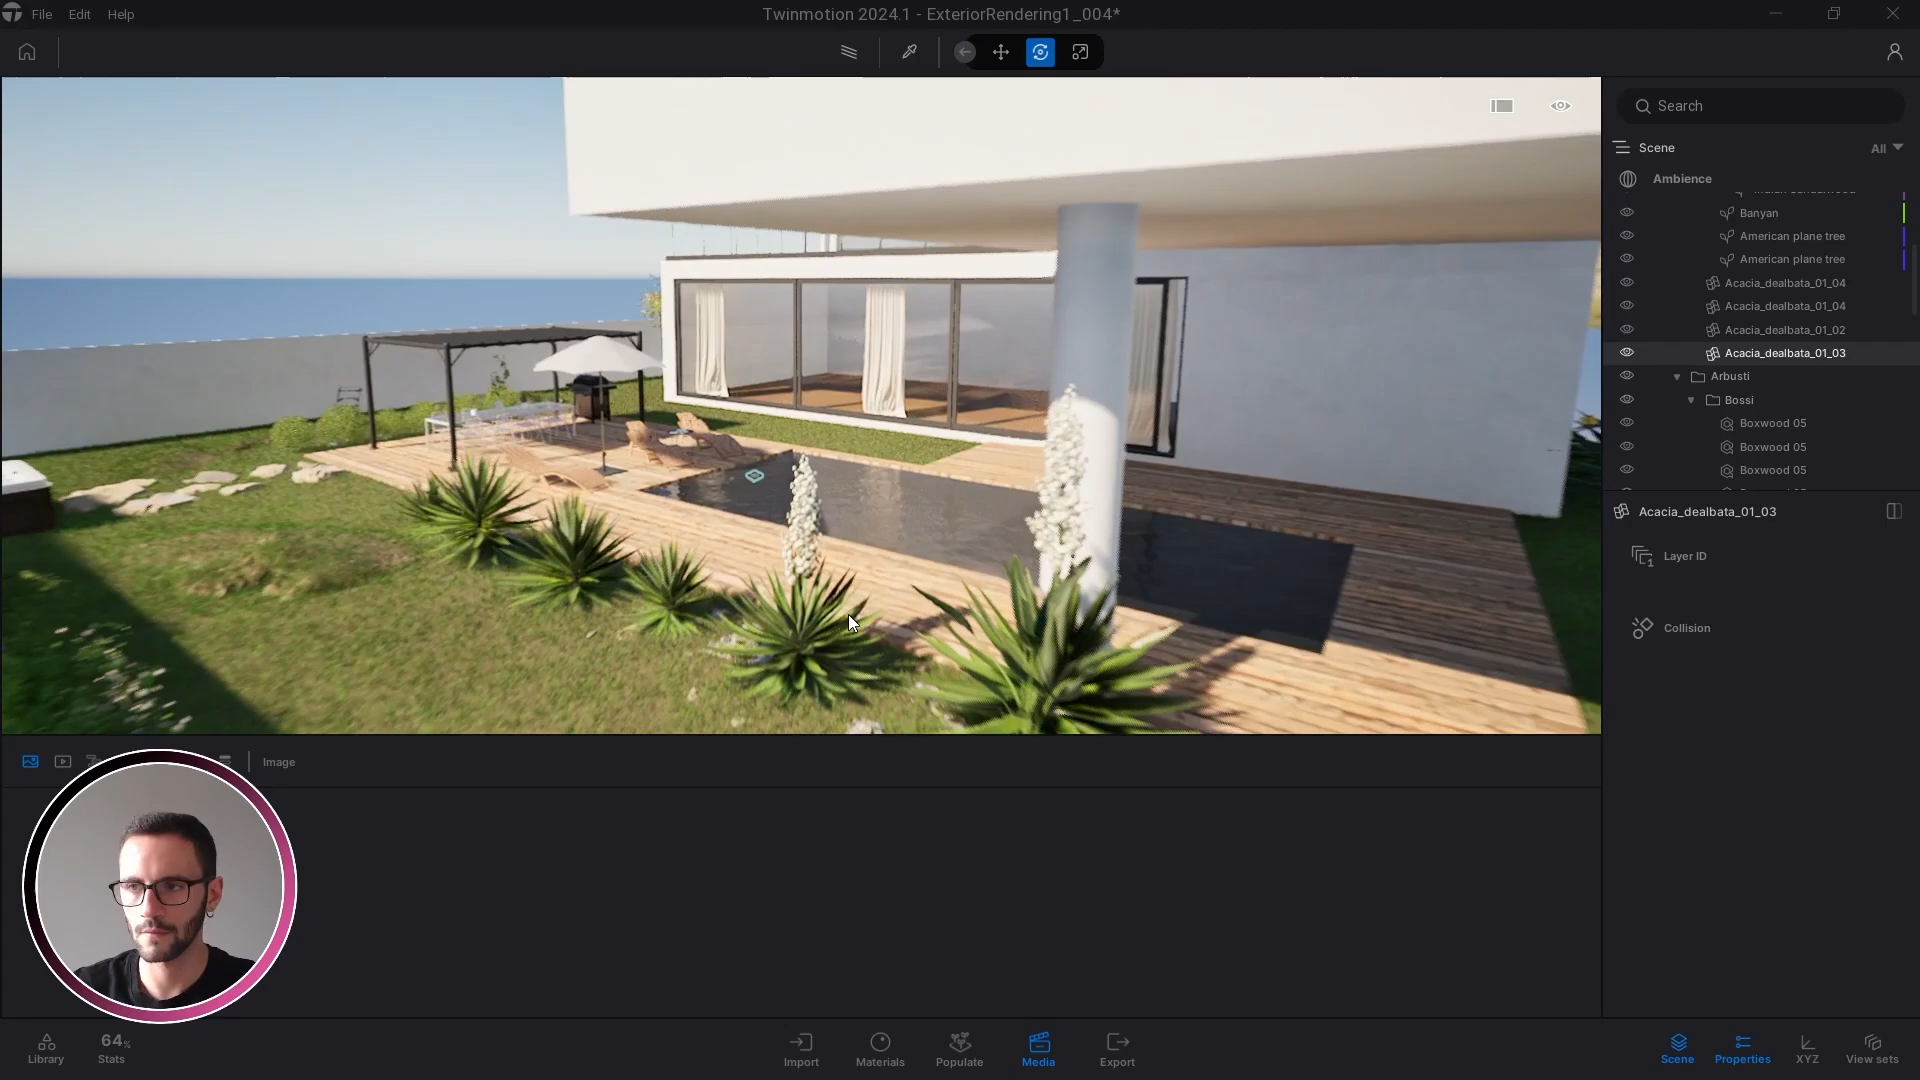 File Edit Help
Twinmotion 2024.1 - ExteriorRendering1_004*
Search
Scene
All
Ambience
Banyan
American plane tree
American plane tree
Acacia_dealbata_01_04
Acacia_dealbata_01_04
Acacia_dealbata_01_02
Acacia_dealbata_01_03
Arbusti
Bossi
Boxwood 05
Boxwood 05
Boxwood 05
Acacia_dealbata_01_03
1 Layer ID
Collision
Image
64%
Library
Stats
Import
Materials
Populate
Media
Export
Scene
Properties
XYZ
View sets